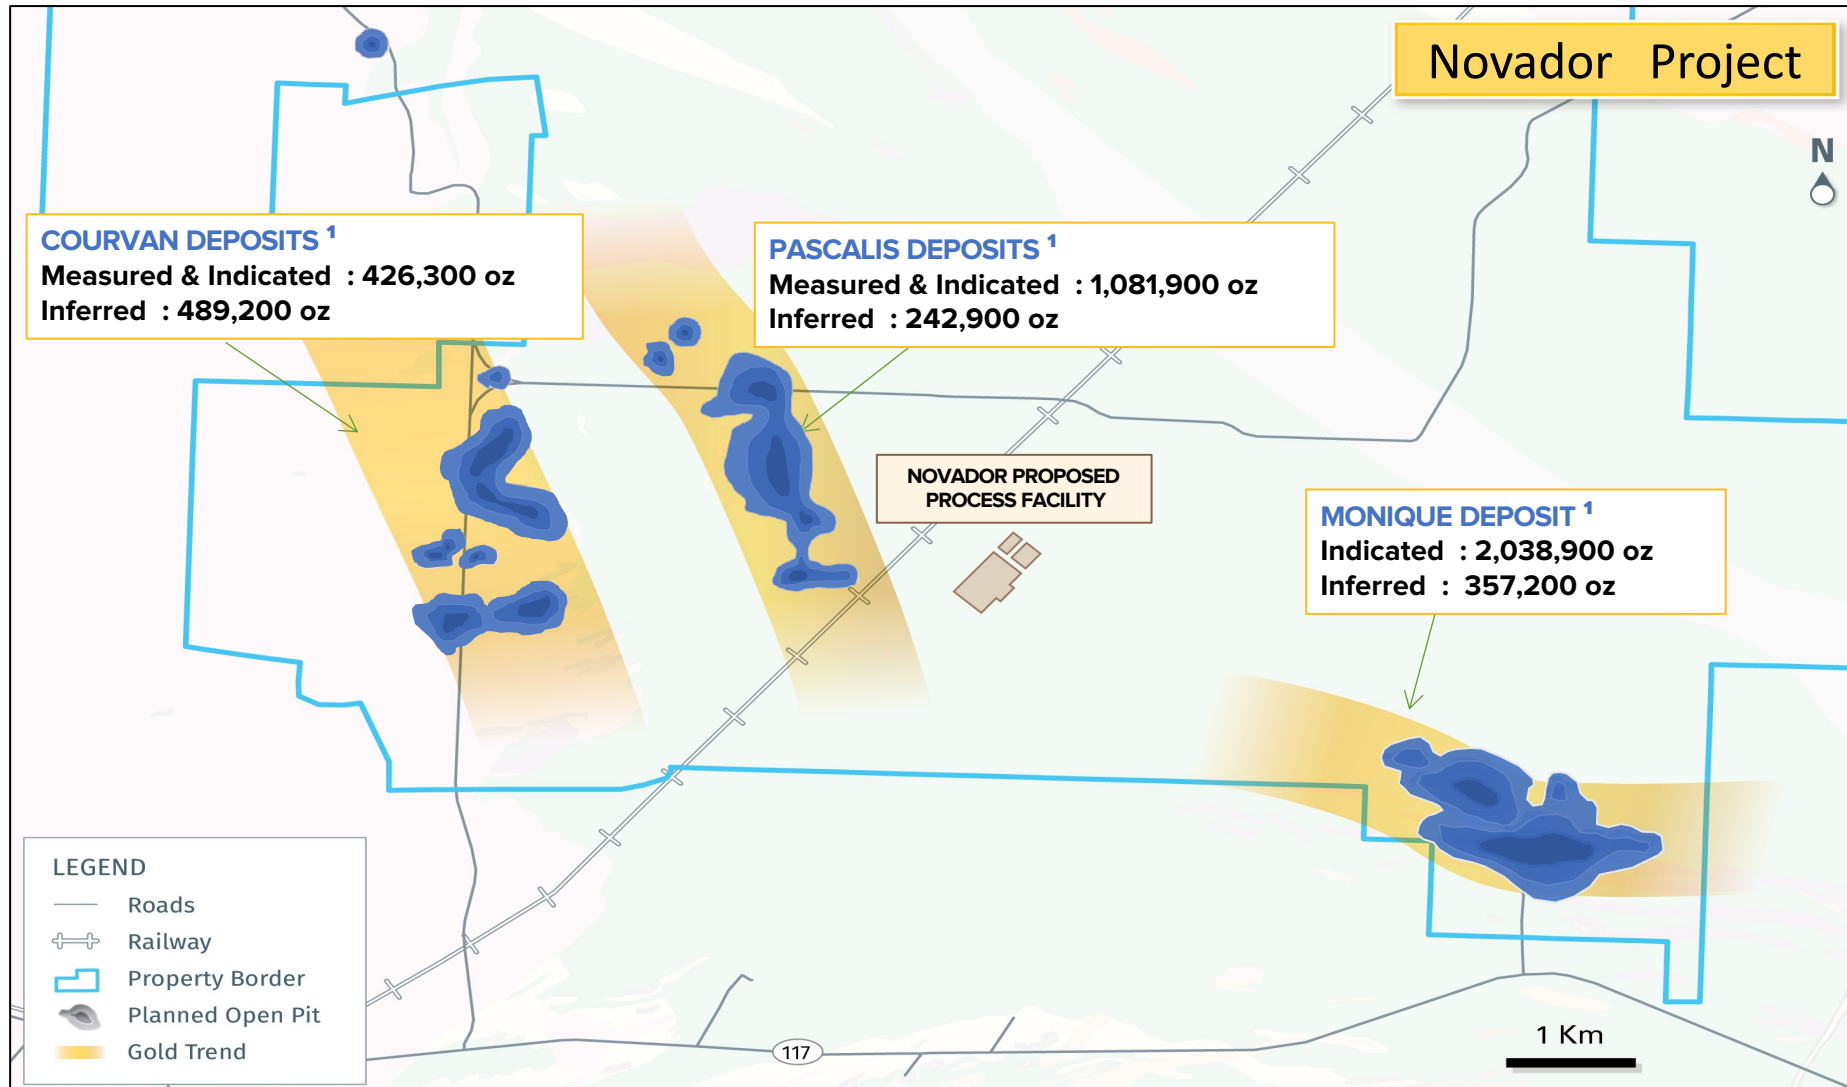 Novador Project
N
COURVAN DEPOSITS ¹
Measured & Indicated : 426,300 oz
Inferred : 489,200 oz
PASCALIS DEPOSITS ¹
Measured & Indicated : 1,081,900 oz
Inferred : 242,900 oz
NOVADOR PROPOSED
PROCESS FACILITY
MONIQUE DEPOSIT ¹
Indicated : 2,038,900 oz
Inferred : 357,200 oz
LEGEND
Roads
Railway
Property Border
Planned Open Pit
Gold Trend
117
1 Km